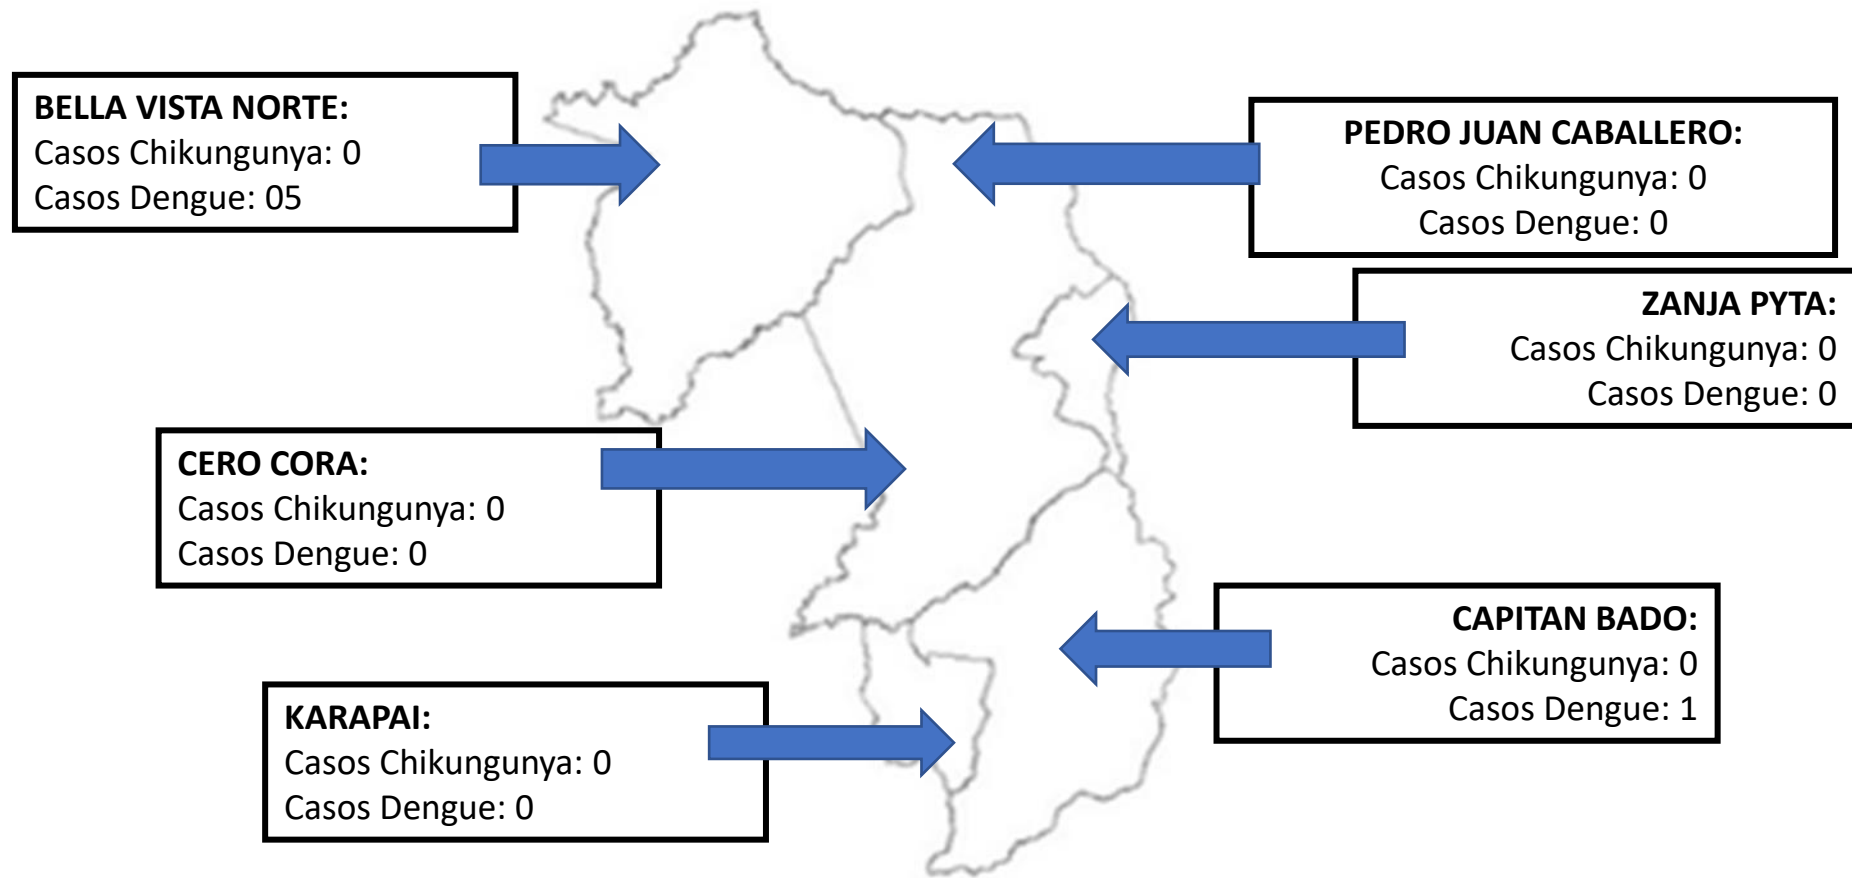 BELLA VISTA NORTE:
Casos Chikungunya: 0
Casos Dengue: 05
PEDRO JUAN CABALLERO:
Casos Chikungunya: 0
Casos Dengue: 0
ZANJA PYTA:
Casos Chikungunya: 0
Casos Dengue: 0
CERO CORA:
Casos Chikungunya: 0
Casos Dengue: 0
CAPITAN BADO:
Casos Chikungunya: 0
Casos Dengue: 1
KARAPAI:
Casos Chikungunya: 0
Casos Dengue: 0